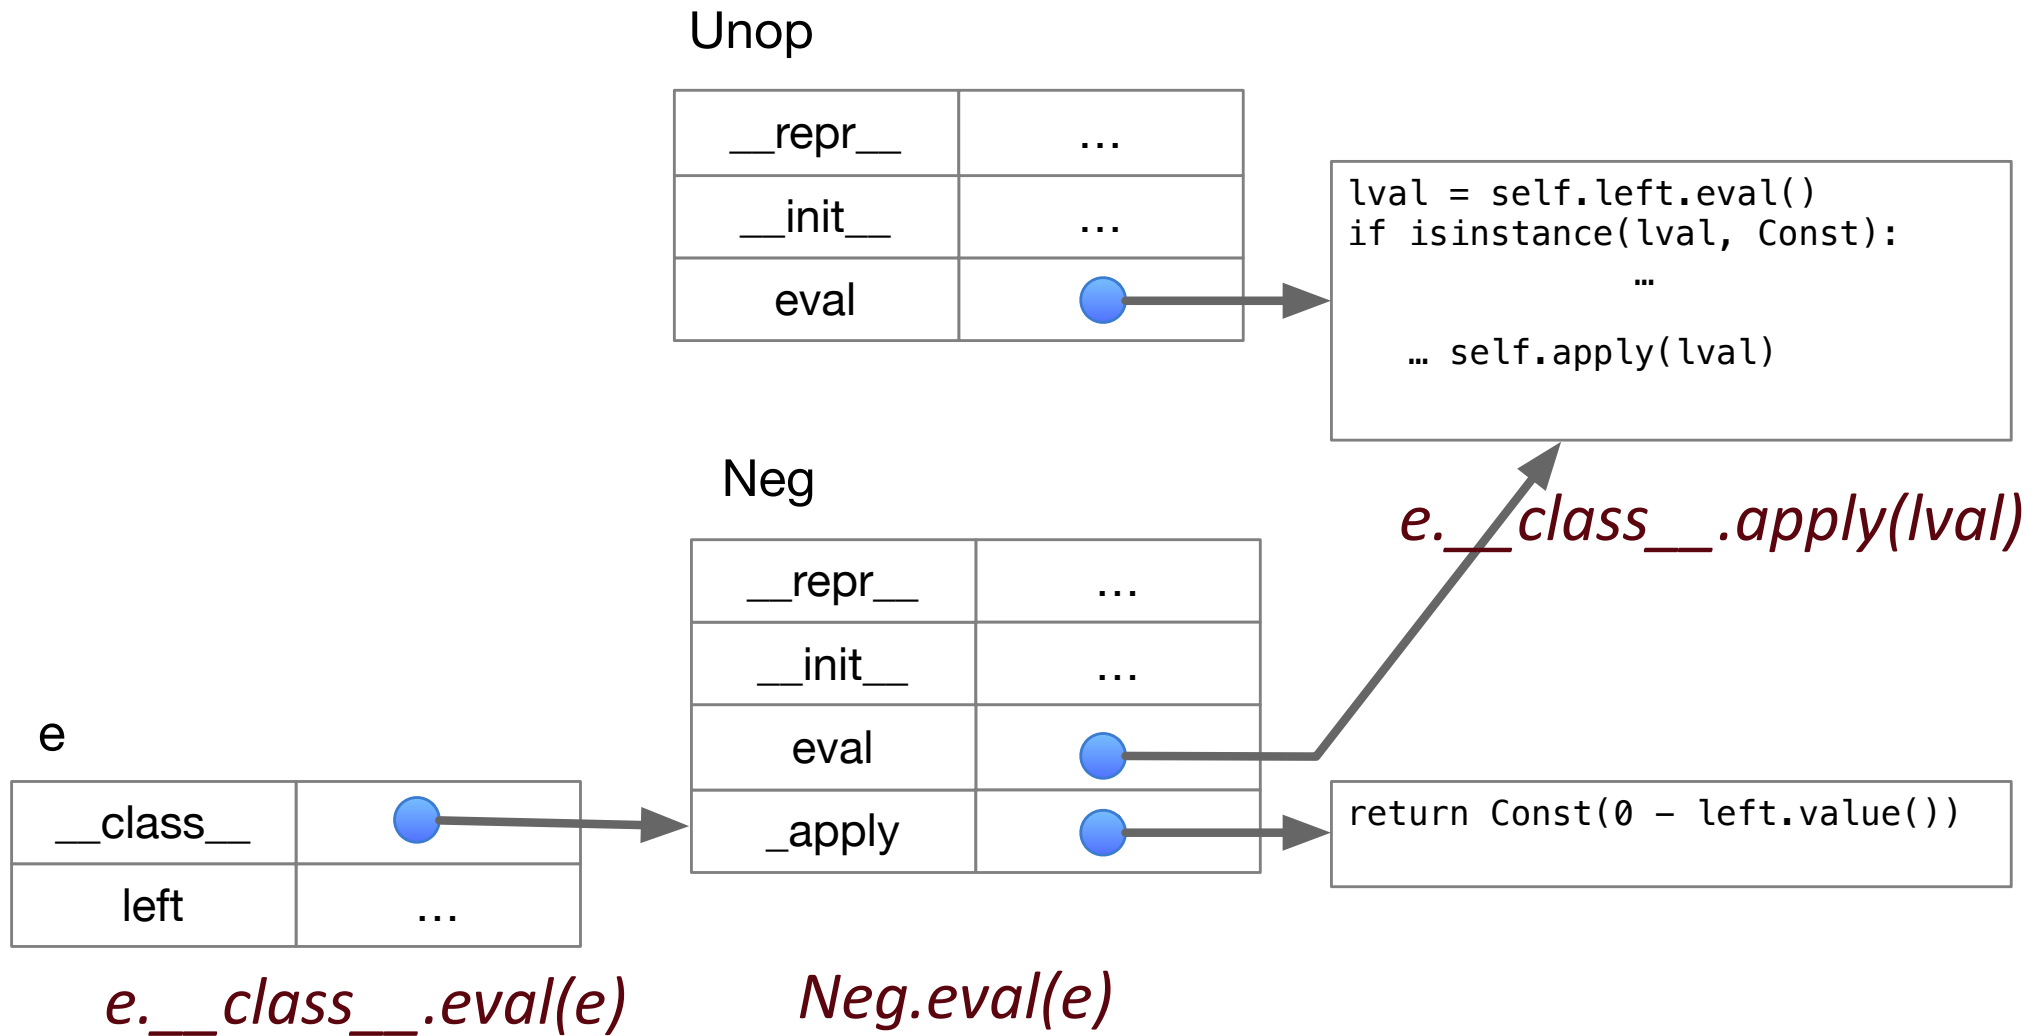 Unop
__repr__ ...
__init__ ...
eval
lval = self.left.eval()
if isinstance(lval, Const):
…
… self.apply(lval)
Neg
e.__class__.apply(lval)
__repr__ ...
__init__ ...
eval
_apply
return Const(0 – left.value())
e
__class__
left ...
e.__class__.eval(e)
Neg.eval(e)